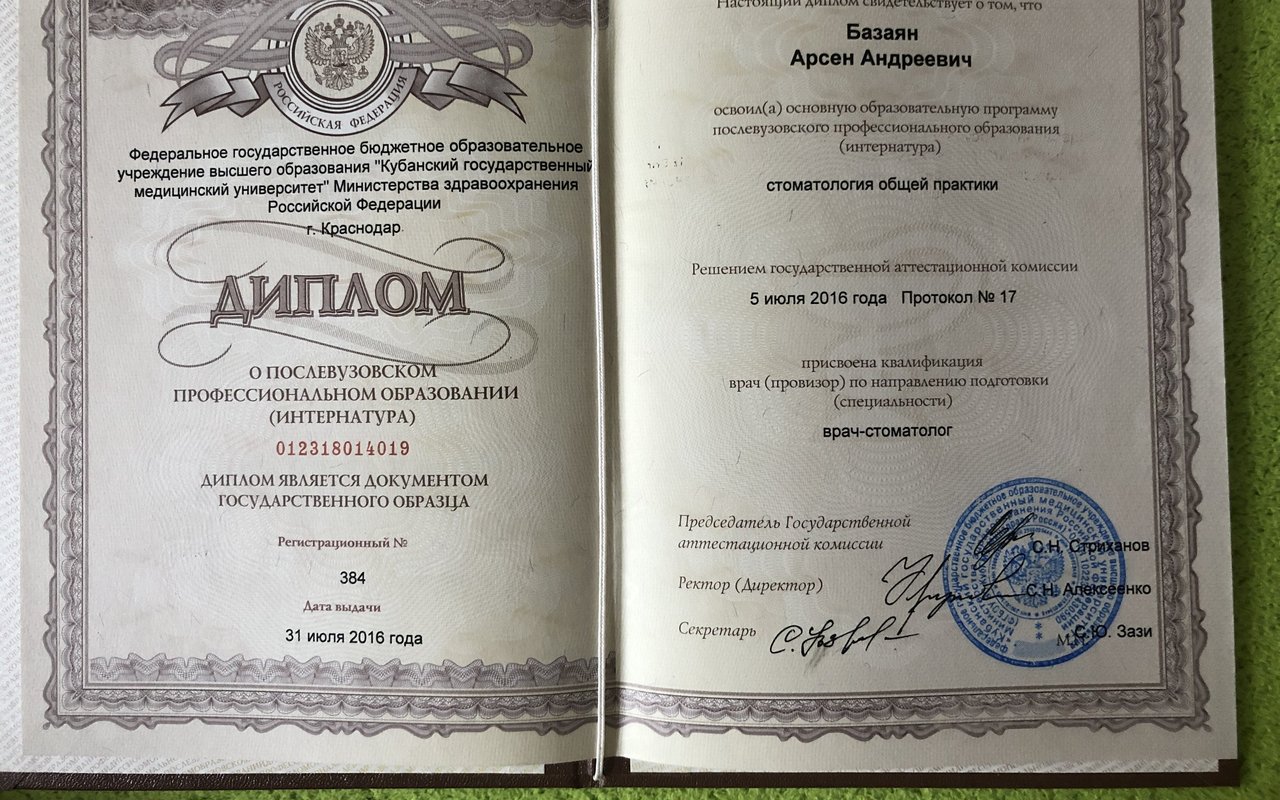 РОССИЙСКАЯ ФЕДЕРАЦИЯ
Федеральное государственное бюджетное образовательное
учреждение высшего образования "Кубанский государственный
медицинский университет" Министерства здравоохранения
Российской Федерации
г. Краснодар
ДИПЛОМ
О ПОСЛЕВУЗОВСКОМ
ПРОФЕССИОНАЛЬНОМ ОБРАЗОВАНИИ
(ИНТЕРНАТУРА)
012318014019
ДИПЛОМ ЯВЛЯЕТСЯ ДОКУМЕНТОМ
ГОСУДАРСТВЕННОГО ОБРАЗЦА
Регистрационный №
384
Дата выдачи
31 июля 2016 года
Настоящий диплом свидетельствует о том, что
Базаян
Арсен Андреевич
освоил(а) основную образовательную программу
послевузовского профессионального образования
(интернатура)
стоматология общей практики
Решением государственной аттестационной комиссии
5 июля 2016 года Протокол № 17
присвоена квалификация
врач (провизор) по направлению подготовки
(специальности)
врач-стоматолог
Председатель Государственной
аттестационной комиссии С.Н. Стриханов
Ректор (Директор) С.Н. Алексеенко
Секретарь С.Ю. Зази
М.П.